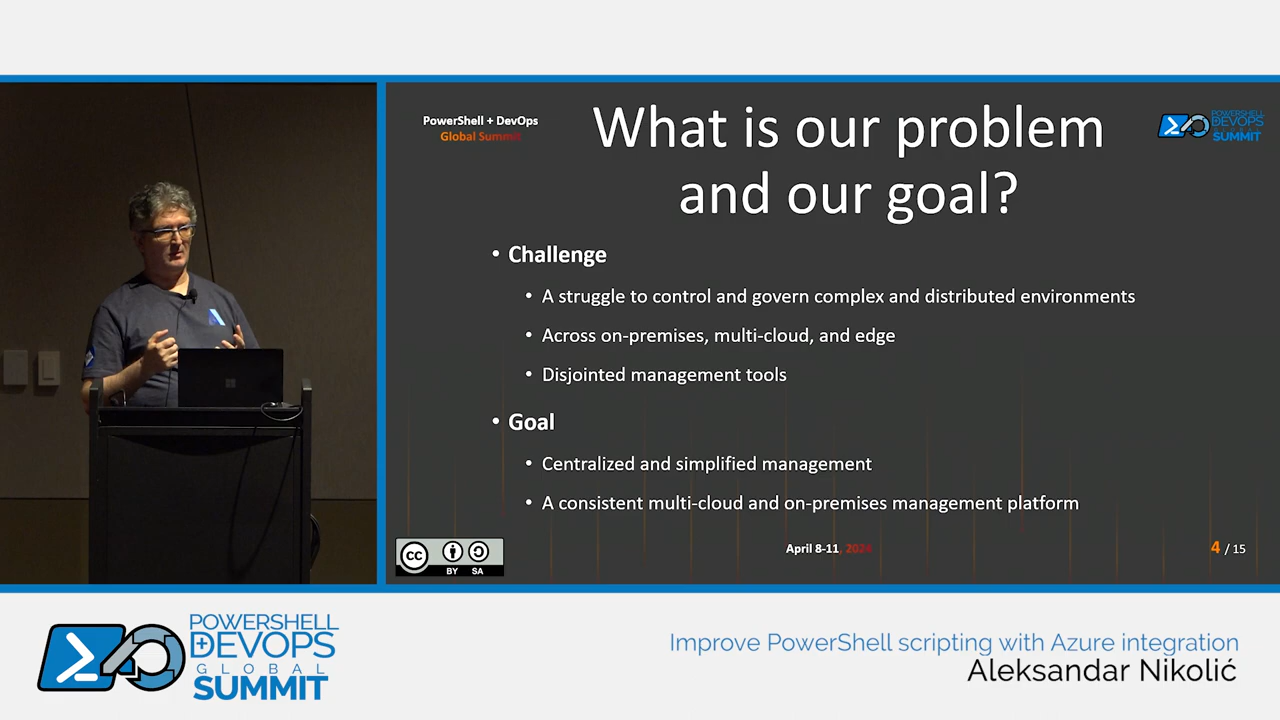 PowerShell + DevOps
Global Summit
What is our problem
and our goal?
POWERSHELL
DEVOPS
SUMMIT
• Challenge
• A struggle to control and govern complex and distributed environments
• Across on-premises, multi-cloud, and edge
• Disjointed management tools
• Goal
• Centralized and simplified management
• A consistent multi-cloud and on-premises management platform
cc
BY SA
April 8-11, 2024
4 / 15
POWERSHELL
+DEVOPS
GLOBAL
SUMMIT
Improve PowerShell scripting with Azure integration
Aleksandar Nikolić